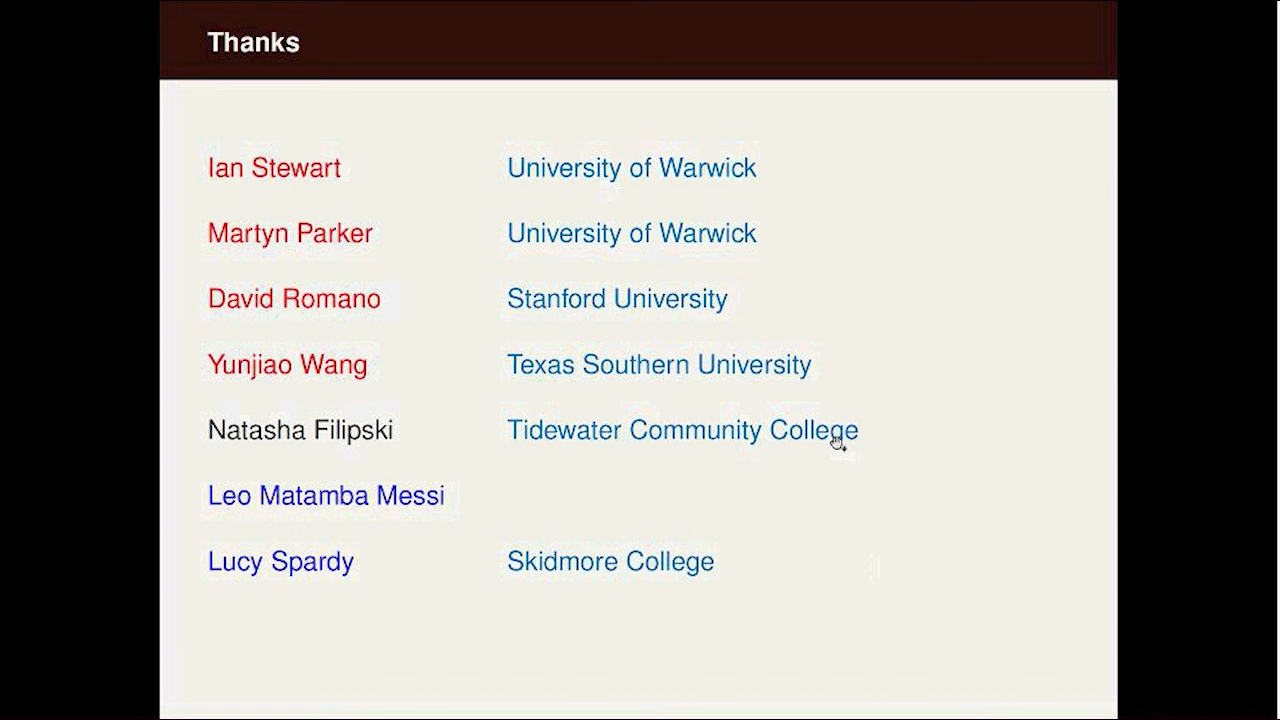 Thanks
Ian Stewart University of Warwick
Martyn Parker University of Warwick
David Romano Stanford University
Yunjiao Wang Texas Southern University
Natasha Filipski Tidewater Community College
Leo Matamba Messi
Lucy Spardy Skidmore College